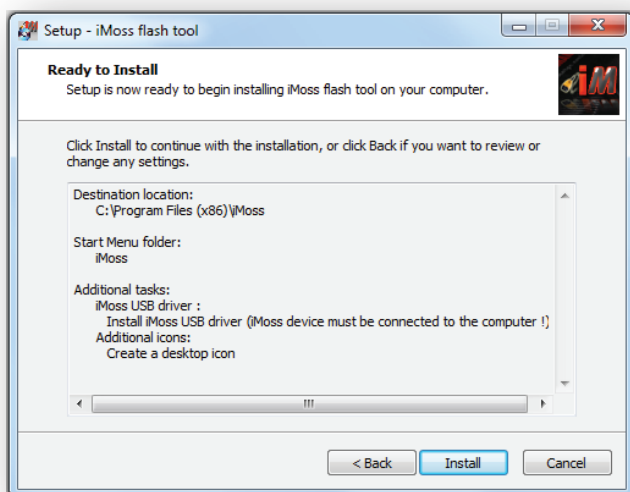 Setup - iMoss flash tool
Ready to Install
Setup is now ready to begin installing iMoss flash tool on your computer.
iM
Click Install to continue with the installation, or click Back if you want to review or
change any settings.
Destination location:
C:\Program Files (x86)\iMoss
Start Menu folder:
iMoss
Additional tasks:
iMoss USB driver :
Install iMoss USB driver (iMoss device must be connected to the computer !)
Additional icons:
Create a desktop icon
< Back
Install
Cancel